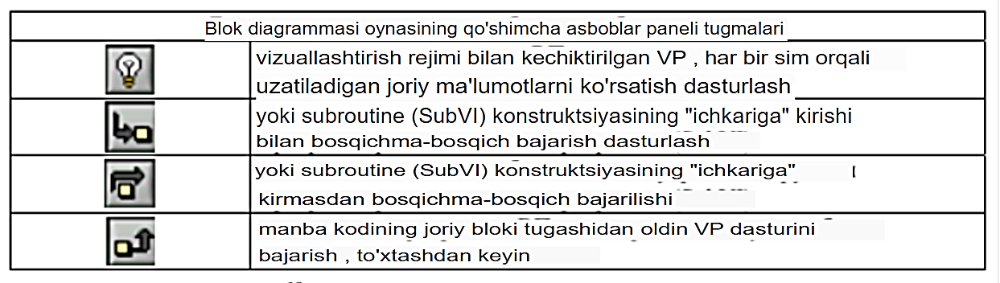 Blok diagrammasi oynasining qo'shimcha asboblar paneli tugmalari
vizuallashtirish rejimi bilan kechiktirilgan VP , har bir sim orqali
uzatiladigan joriy ma'lumotlarni ko'rsatish dasturlash
yoki subroutine (SubVI) konstruktsiyasining "ichkariga" kirishi
bilan bosqichma-bosqich bajarish dasturlash
yoki subroutine (SubVI) konstruktsiyasining "ichkariga"
kirmasdan bosqichma-bosqich bajarilishi
manba kodining joriy bloki tugashidan oldin VP dasturini
bajarish , to'xtashdan keyin